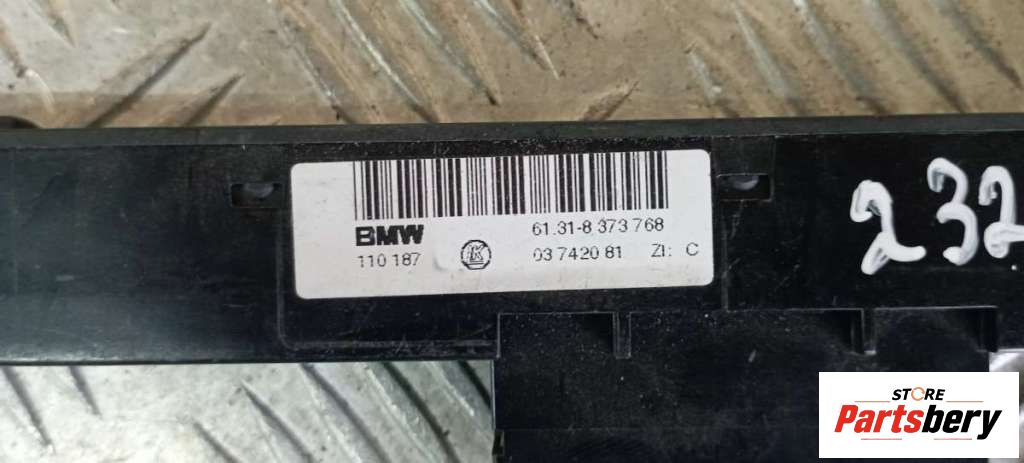 BMW 61.31-8 373 768
110 187 03 7420 81 ZI: C
232
STORE
Partsbery